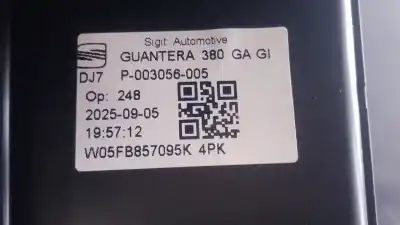 Sigit Automotive
GUANTERA 380 GA GI
DJ7 P-003056-005
Op: 248
2025-09-05
19:57:12
W05FB857095K 4PK